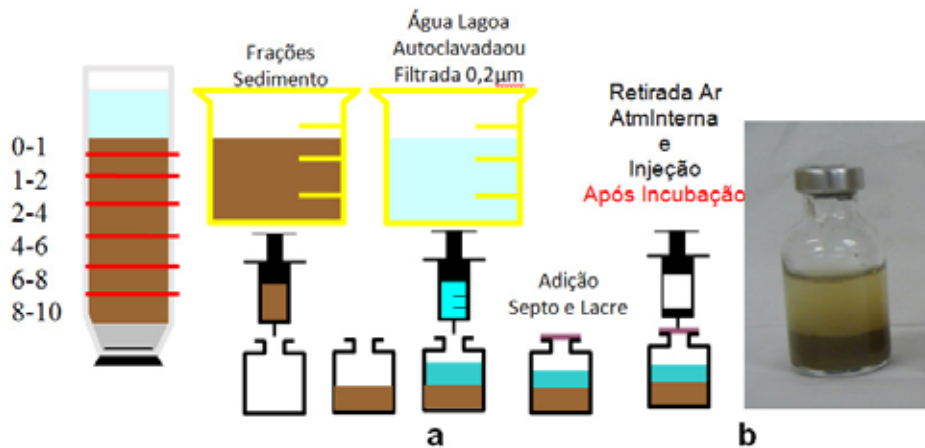 0-1
1-2
2-4
4-6
6-8
8-10
Frações
Sedimento
Água Lagoa
Autoclavadaou
Filtrada 0,2µm
Adição
Septo e Lacre
Retirada Ar
AtmInterna
e
Injeção
Após Incubação
a
b